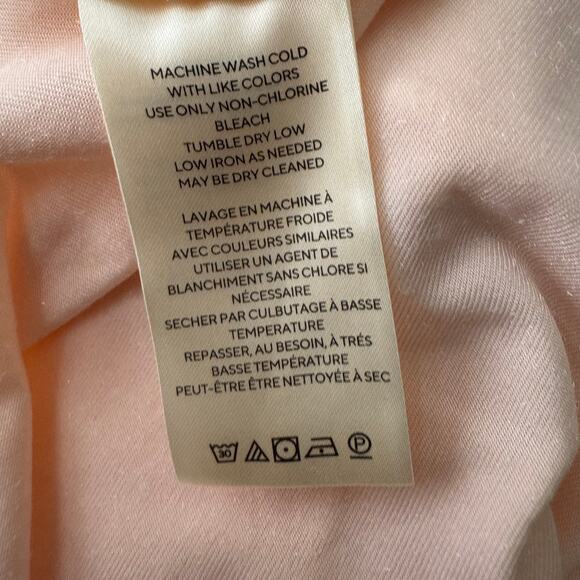 MACHINE WASH COLD
WITH LIKE COLORS
USE ONLY NON-CHLORINE
BLEACH
TUMBLE DRY LOW
LOW IRON AS NEEDED
MAY BE DRY CLEANED
LAVAGE EN MACHINE À
TEMPÉRATURE FROIDE
AVEC COULEURS SIMILAIRES
UTILISER UN AGENT DE
BLANCHIMENT SANS CHLORE SI
NÉCESSAIRE
SECHER PAR CULBUTAGE À BASSE
TEMPERATURE
REPASSER, AU BESOIN, À TRÉS
BASSE TEMPÉRATURE
PEUT-ÊTRE ÊTRE NETTOYÉE À SEC
30 P